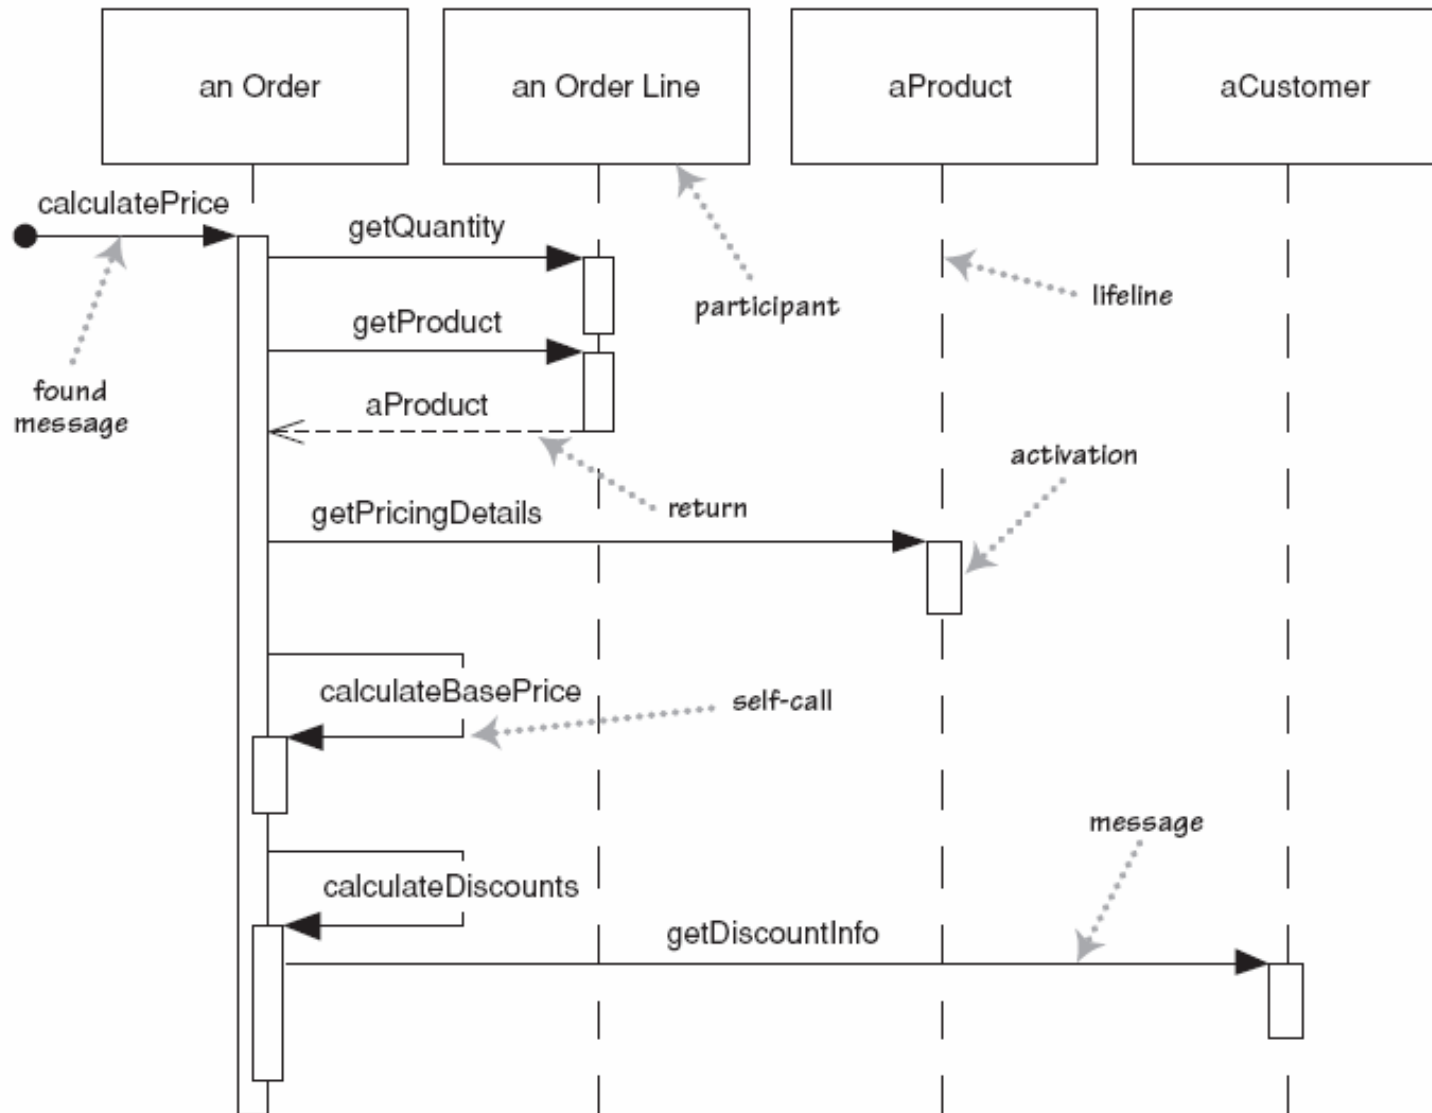 an Order
an Order Line
aProduct
aCustomer
calculatePrice
getQuantity
participant
lifeline
getProduct
found
message
aProduct
activation
return
getPricingDetails
calculateBasePrice
self-call
message
calculateDiscounts
getDiscountInfo